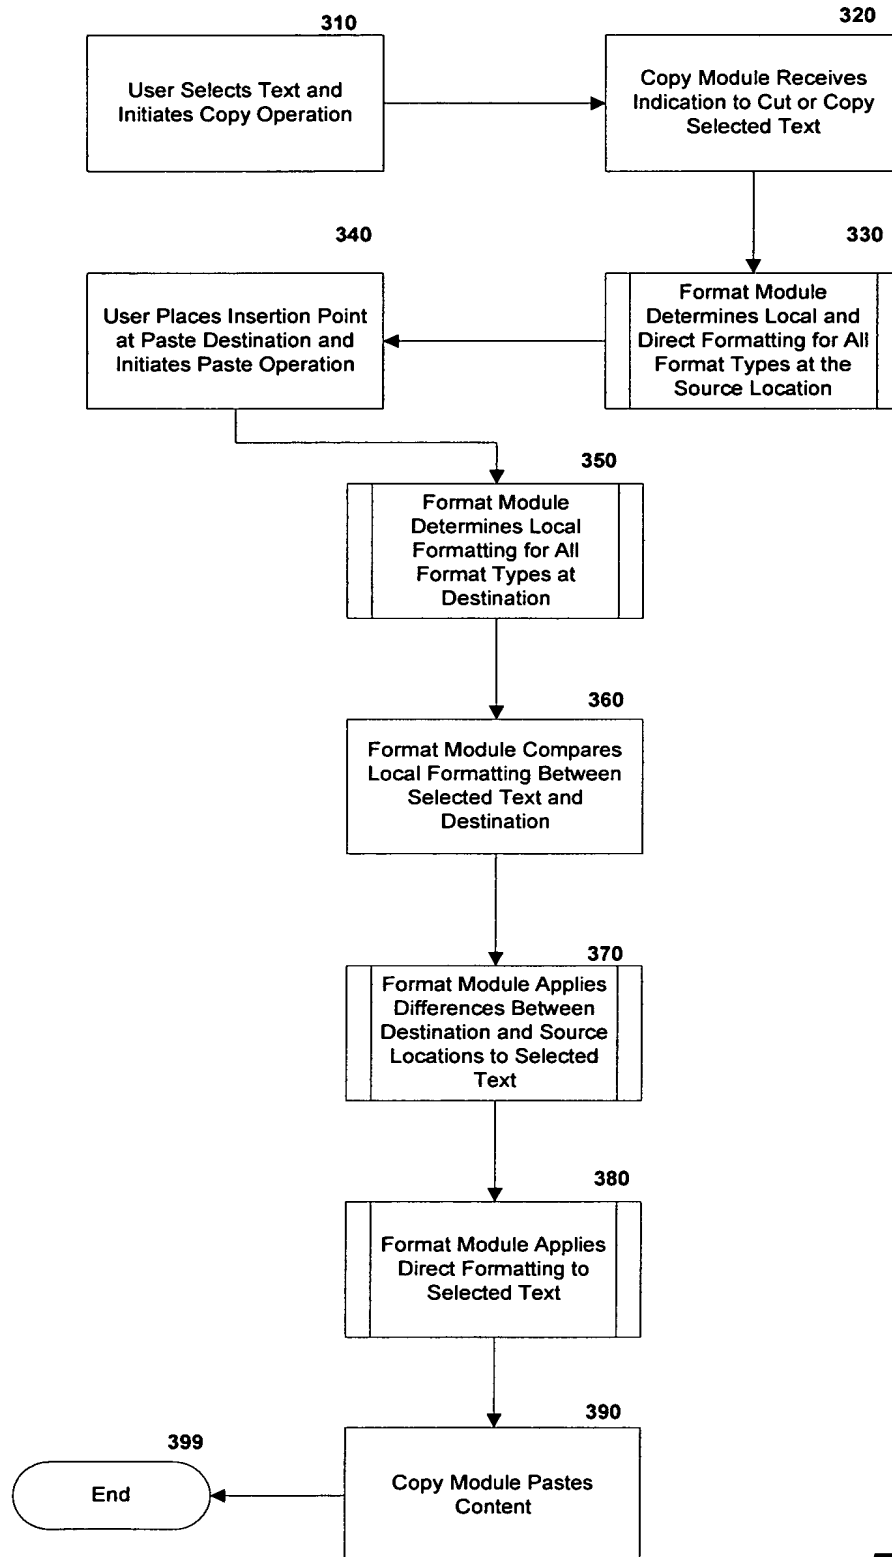 310
User Selects Text and
Initiates Copy Operation
320
Copy Module Receives
Indication to Cut or Copy
Selected Text
330
Format Module
Determines Local and
Direct Formatting for All
Format Types at the
Source Location
340
User Places Insertion Point
at Paste Destination and
Initiates Paste Operation
350
Format Module
Determines Local
Formatting for All
Format Types at
Destination
360
Format Module Compares
Local Formatting Between
Selected Text and
Destination
370
Format Module Applies
Differences Between
Destination and Source
Locations to Selected
Text
380
Format Module Applies
Direct Formatting to
Selected Text
390
Copy Module Pastes
Content
399
End